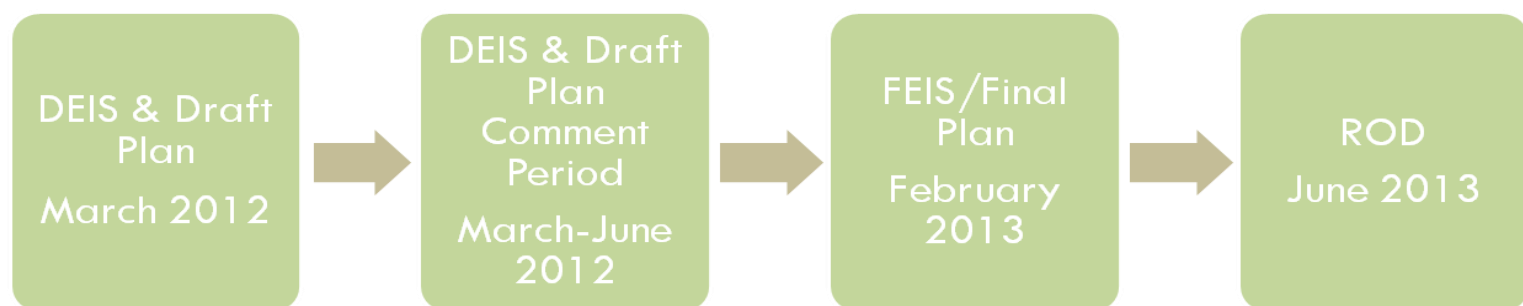 DEIS & Draft
Plan
March 2012
DEIS & Draft
Plan
Comment
Period
March-June
2012
FEIS/Final
Plan
February
2013
ROD
June 2013